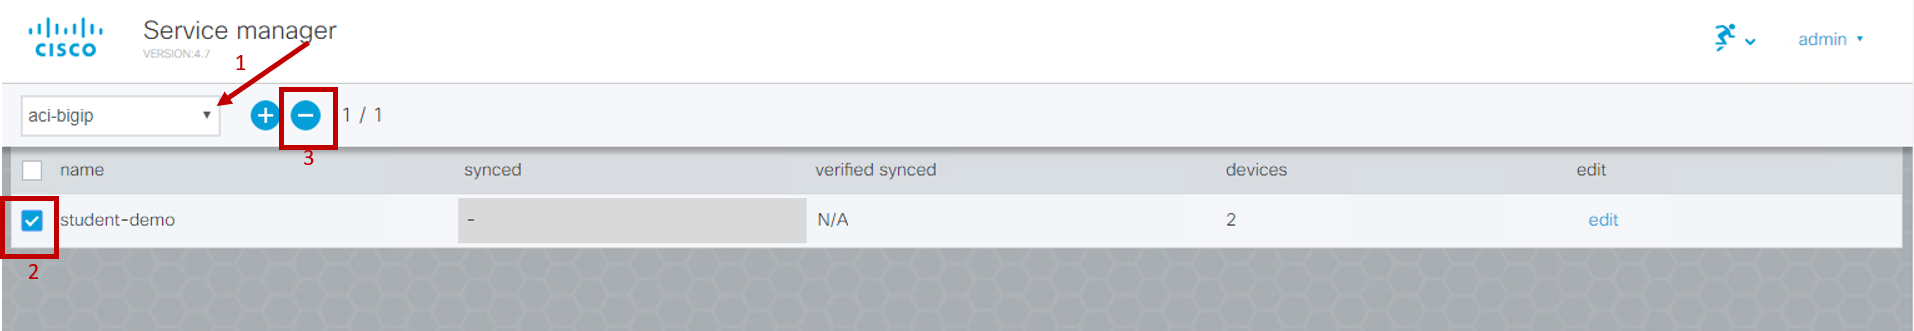 CISCO
Service manager
VERSION:4.7
admin
1
aci-bigip
1 / 1
3
name synced verified synced devices edit
student-demo - N/A 2 edit
2